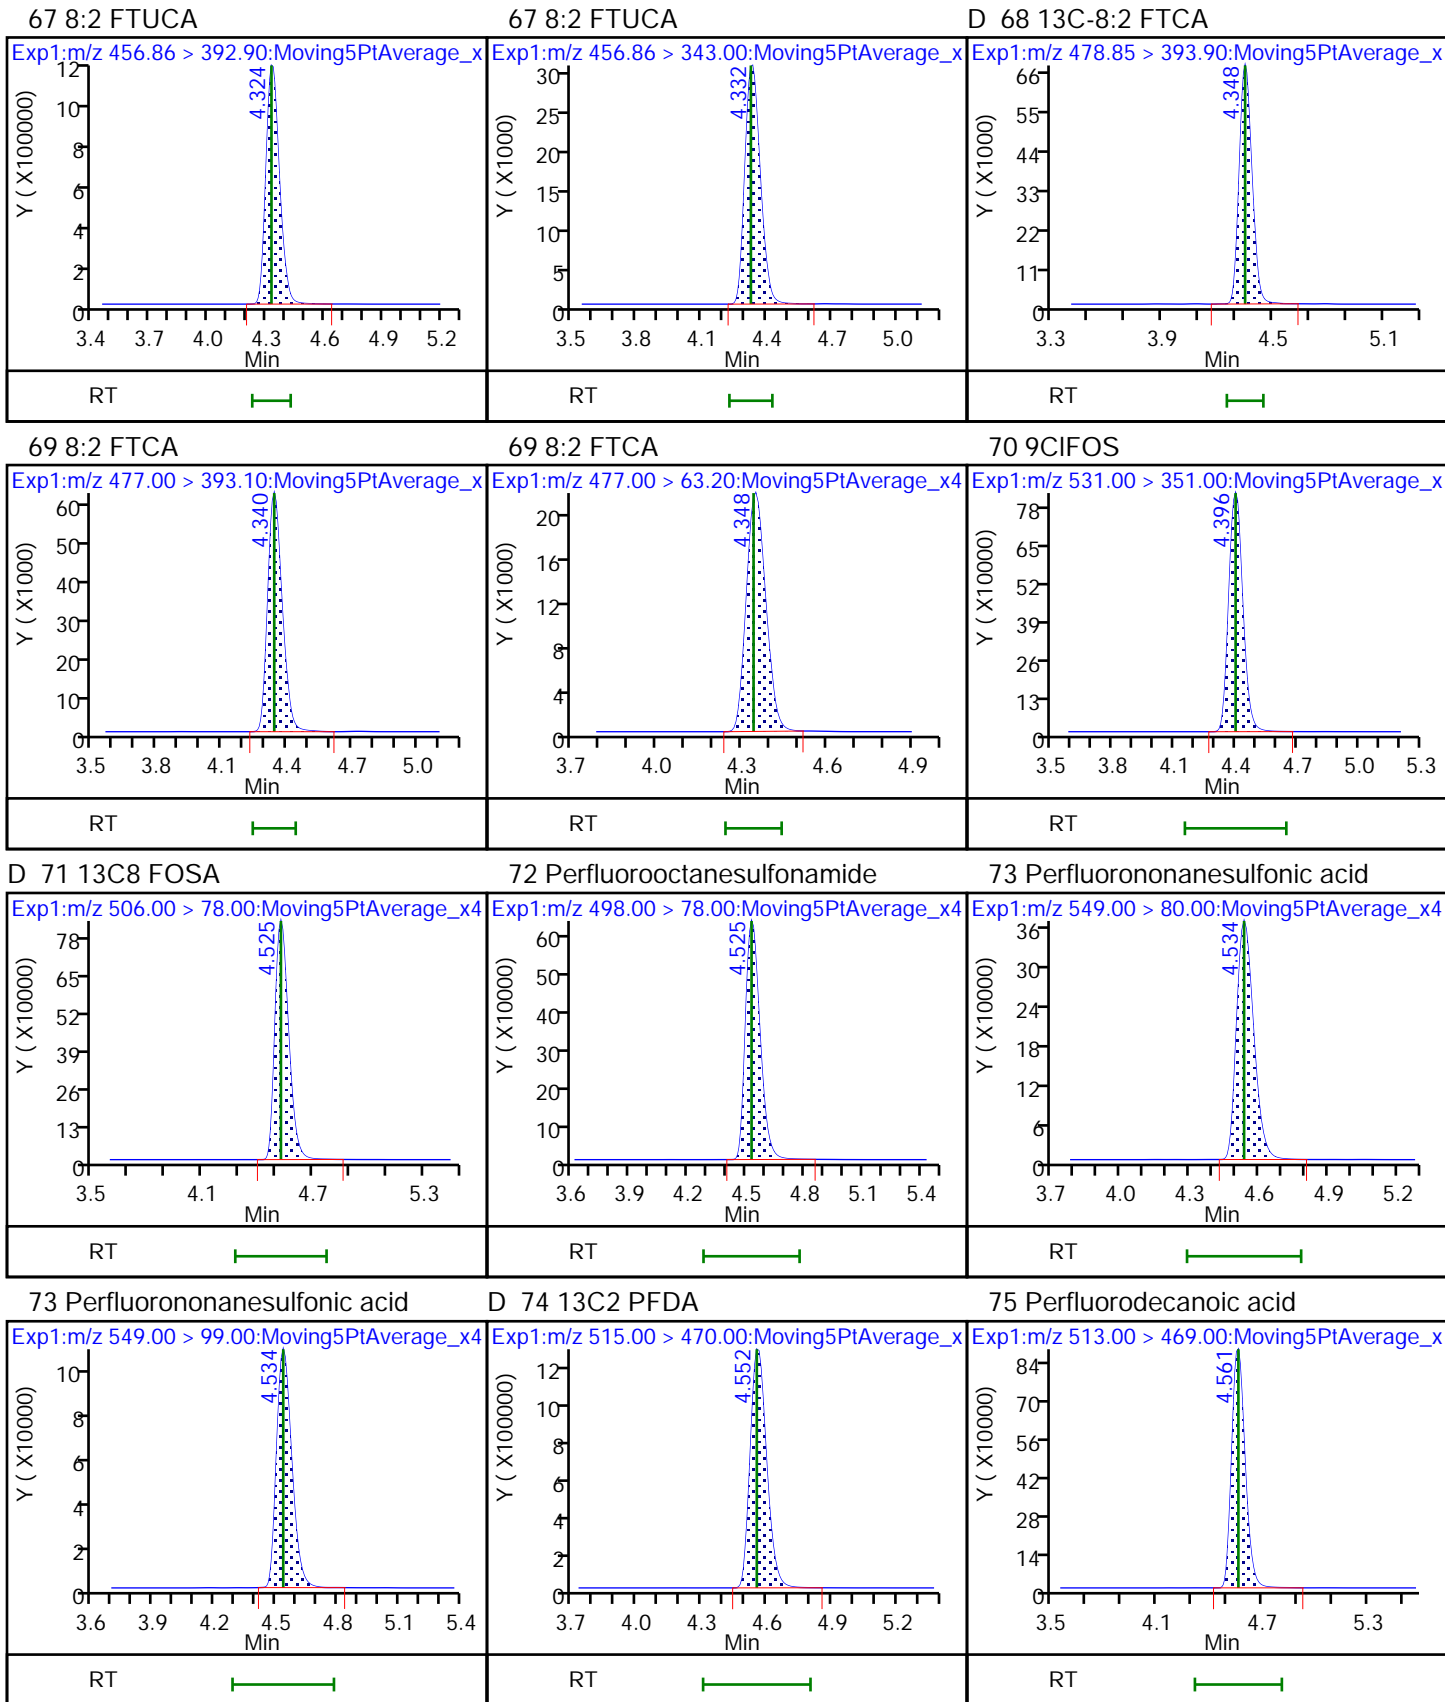 67 8:2 FTUCA
Exp1:m/z 456.86 > 392.90:Moving5PtAverage_x
Y ( X100000)
12
10
8
6
4
2
0
4.324
3.4 3.7 4.0 4.3 4.6 4.9 5.2
Min
RT
67 8:2 FTUCA
Exp1:m/z 456.86 > 343.00:Moving5PtAverage_x
Y ( X1000)
30
25
20
15
10
5
0
4.332
3.5 3.8 4.1 4.4 4.7 5.0
Min
RT
D 68 13C-8:2 FTCA
Exp1:m/z 478.85 > 393.90:Moving5PtAverage_x
Y ( X1000)
66
55
44
33
22
11
0
4.348
3.3 3.9 4.5 5.1
Min
RT
69 8:2 FTCA
Exp1:m/z 477.00 > 393.10:Moving5PtAverage_x
Y ( X1000)
60
50
40
30
20
10
0
4.340
3.5 3.8 4.1 4.4 4.7 5.0
Min
RT
69 8:2 FTCA
Exp1:m/z 477.00 > 63.20:Moving5PtAverage_x4
Y ( X1000)
20
16
12
8
4
0
4.348
3.7 4.0 4.3 4.6 4.9
Min
RT
70 9ClFOS
Exp1:m/z 531.00 > 351.00:Moving5PtAverage_x
Y ( X10000)
78
65
52
39
26
13
0
4.396
3.5 3.8 4.1 4.4 4.7 5.0 5.3
Min
RT
D 71 13C8 FOSA
Exp1:m/z 506.00 > 78.00:Moving5PtAverage_x4
Y ( X10000)
78
65
52
39
26
13
0
4.525
3.5 4.1 4.7 5.3
Min
RT
72 Perfluorooctanesulfonamide
Exp1:m/z 498.00 > 78.00:Moving5PtAverage_x4
Y ( X10000)
60
50
40
30
20
10
0
4.525
3.6 3.9 4.2 4.5 4.8 5.1 5.4
Min
RT
73 Perfluorononanesulfonic acid
Exp1:m/z 549.00 > 80.00:Moving5PtAverage_x4
Y ( X10000)
36
30
24
18
12
6
0
4.534
3.7 4.0 4.3 4.6 4.9 5.2
Min
RT
73 Perfluorononanesulfonic acid
Exp1:m/z 549.00 > 99.00:Moving5PtAverage_x4
Y ( X10000)
10
8
6
4
2
0
4.534
3.6 3.9 4.2 4.5 4.8 5.1 5.4
Min
RT
D 74 13C2 PFDA
Exp1:m/z 515.00 > 470.00:Moving5PtAverage_x
Y ( X100000)
12
10
8
6
4
2
0
4.552
3.7 4.0 4.3 4.6 4.9 5.2
Min
RT
75 Perfluorodecanoic acid
Exp1:m/z 513.00 > 469.00:Moving5PtAverage_x
Y ( X10000)
84
70
56
42
28
14
0
4.561
3.5 4.1 4.7 5.3
Min
RT